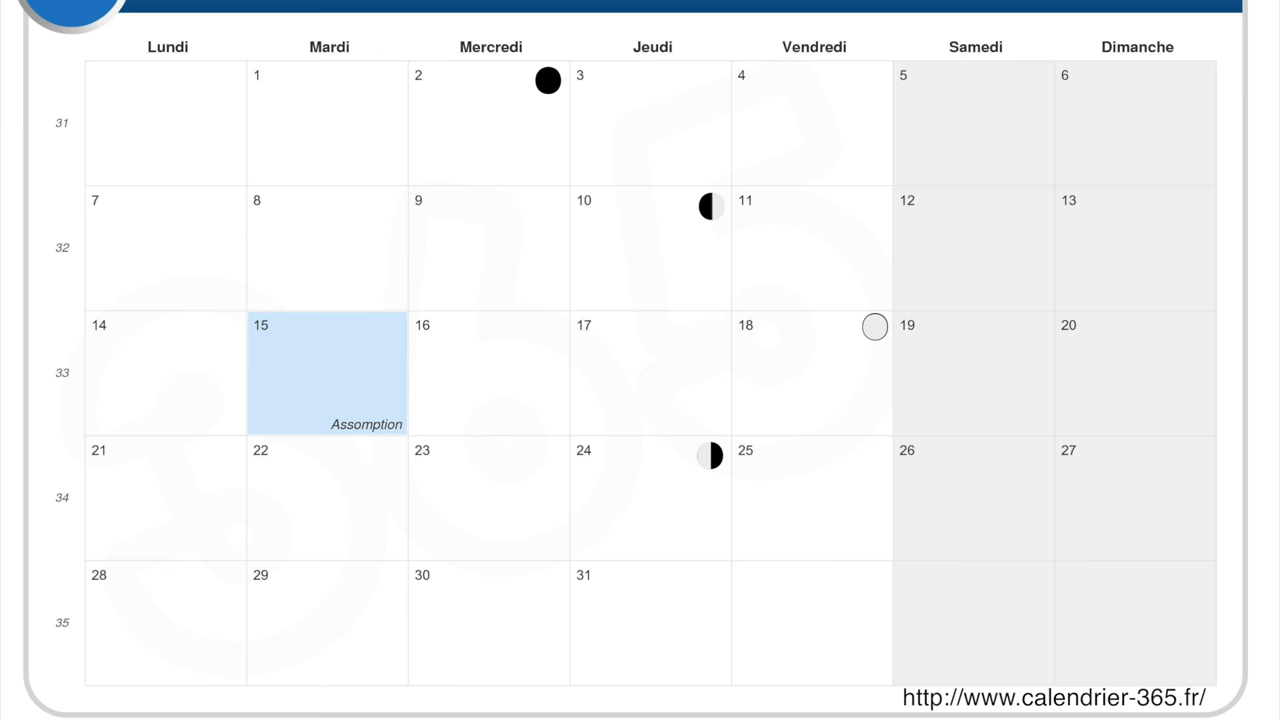 Lundi Mardi Mercredi Jeudi Vendredi Samedi Dimanche
1 2 3 4 5 6
31
7 8 9 10 11 12 13
32
14 15 16 17 18 19 20
33
Assomption
21 22 23 24 25 26 27
34
28 29 30 31
35
http://www.calendrier-365.fr/